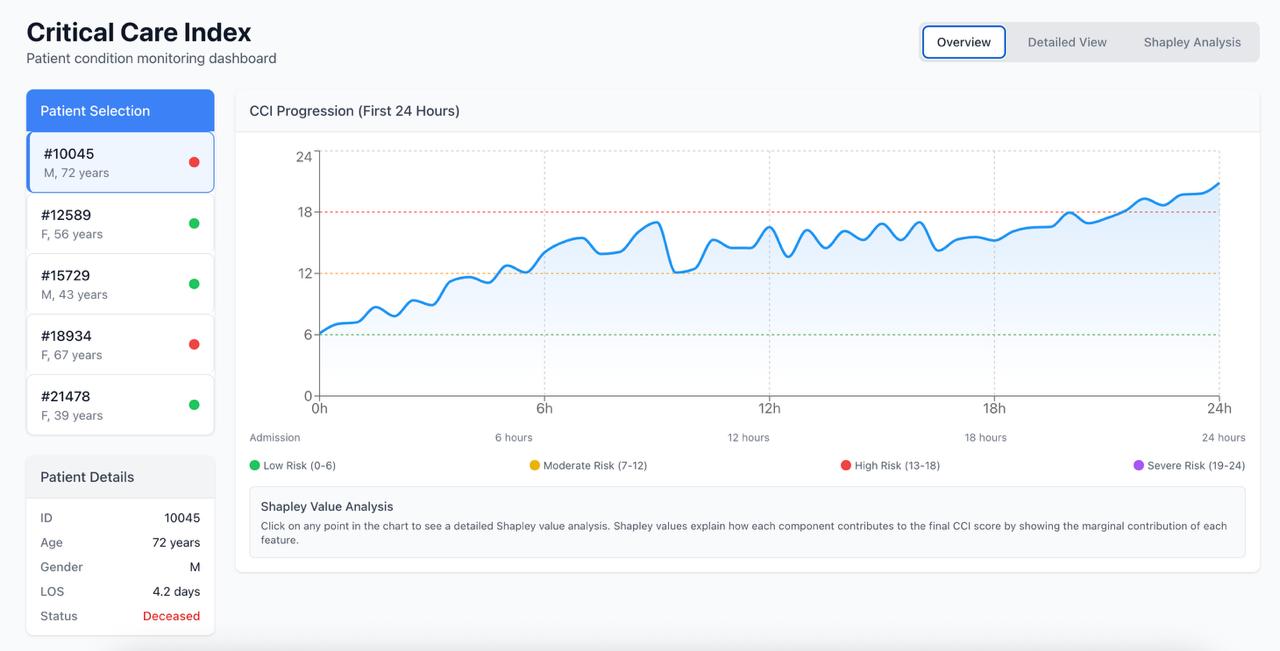 Critical Care Index
Patient condition monitoring dashboard
Overview
Detailed View
Shapley Analysis
Patient Selection
#10045
M, 72 years
#12589
F, 56 years
#15729
M, 43 years
#18934
F, 67 years
#21478
F, 39 years
Patient Details
ID 10045
Age 72 years
Gender M
LOS 4.2 days
Status Deceased
CCI Progression (First 24 Hours)
24
18
12
6
0
0h 6h 12h 18h 24h
Admission 6 hours 12 hours 18 hours 24 hours
Low Risk (0-6) Moderate Risk (7-12) High Risk (13-18) Severe Risk (19-24)
Shapley Value Analysis
Click on any point in the chart to see a detailed Shapley value analysis. Shapley values explain how each component contributes to the final CCI score by showing the marginal contribution of each
feature.